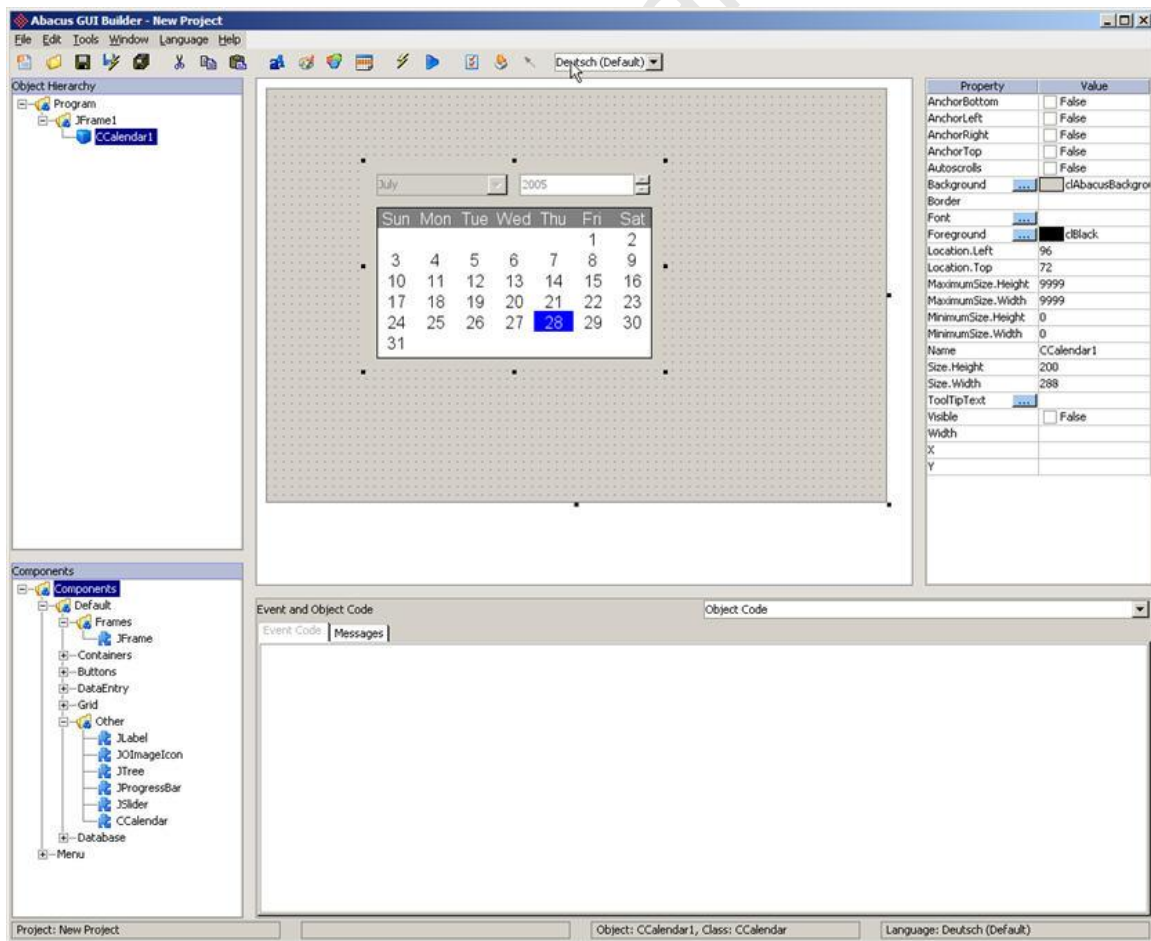 Abacus GUI Builder - New Project
File Edit Tools Window Language Help
Deutsch (Default)
Object Hierarchy
Program
JFrame1
CCalendar1
July 2005
Sun Mon Tue Wed Thu Fri Sat
1 2
3 4 5 6 7 8 9
10 11 12 13 14 15 16
17 18 19 20 21 22 23
24 25 26 27 28 29 30
31
Property Value
AnchorBottom False
AnchorLeft False
AnchorRight False
AnchorTop False
Autoscrolls False
Background ... clAbacusBackgro
Border
Font ...
Foreground ... clBlack
Location.Left 96
Location.Top 72
MaximumSize.Height 9999
MaximumSize.Width 9999
MinimumSize.Height 0
MinimumSize.Width 0
Name CCalendar1
Size.Height 200
Size.Width 288
ToolTipText ...
Visible False
Width
X
Y
Components
Components
Default
Frames
JFrame
Containers
Buttons
DataEntry
Grid
Other
JLabel
JOImageIcon
JTree
JProgressBar
JSlider
CCalendar
Database
Menu
Event and Object Code Object Code
Event Code Messages
Project: New Project Object: CCalendar1, Class: CCalendar Language: Deutsch (Default)